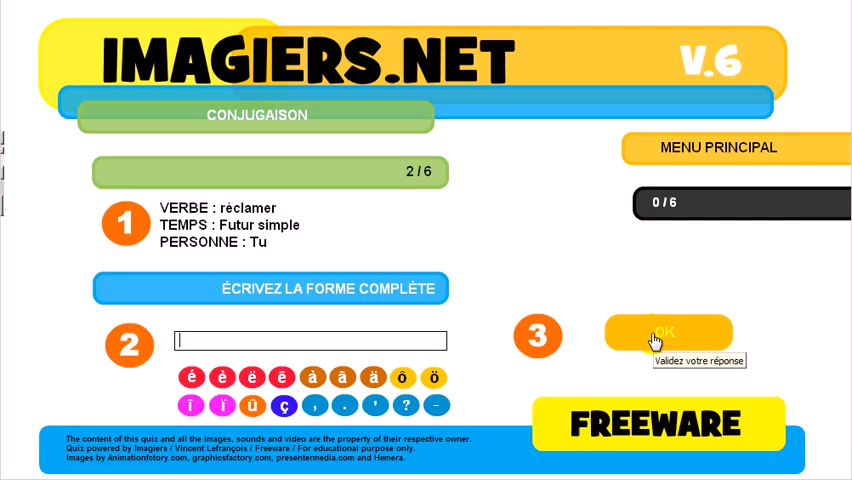 IMAGIERS.NET
V.6
CONJUGAISON
MENU PRINCIPAL
2 / 6
0 / 6
1
VERBE : réclamer
TEMPS : Futur simple
PERSONNE : Tu
ÉCRIVEZ LA FORME COMPLÈTE
2
3
OK
Validez votre réponse
é è ë ê à â ä ô ö
î ï û ç , . ' ? -
FREEWARE
The content of this quiz and all the images, sounds and video are the property of their respective owner.
Quiz powered by Imagiers / Vincent Lefrançois / Freeware / For educational purpose only.
Images by Animationfctory.com, graphicsfactory.com, presentermedia.com and Hemera.